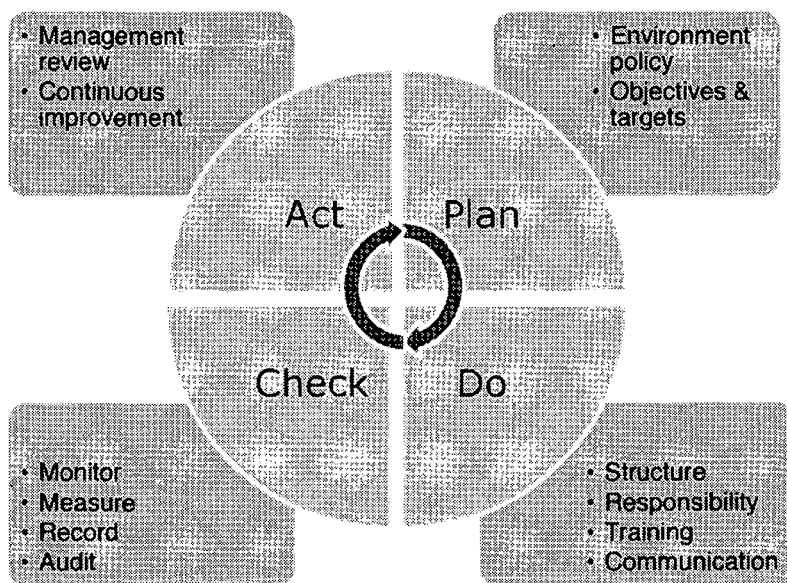 • Management
review
• Continuous
improvement
• Environment
policy
• Objectives &
targets
Act
Plan
Check
Do
• Monitor
• Measure
• Record
• Audit
• Structure
• Responsibility
• Training
• Communication